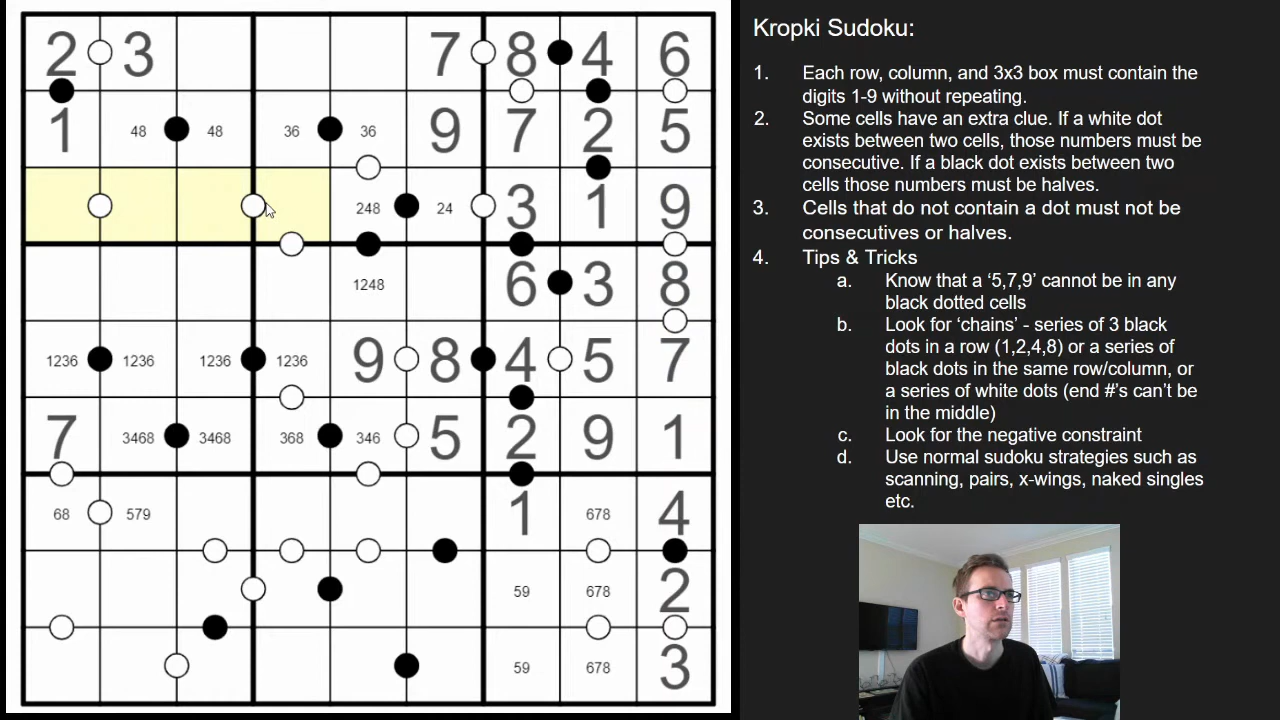 2 3 7 8 4 6
1 48 48 36 36 9 7 2 5
248 24 3 1 9
1248 6 3 8
1236 1236 1236 1236 9 8 4 5 7
7 3468 3468 368 346 5 2 9 1
68 579 1 678 4
59 678 2
59 678 3
Kropki Sudoku:
1. Each row, column, and 3x3 box must contain the
digits 1-9 without repeating.
2. Some cells have an extra clue. If a white dot
exists between two cells, those numbers must be
consecutive. If a black dot exists between two
cells those numbers must be halves.
3. Cells that do not contain a dot must not be
consecutives or halves.
4. Tips & Tricks
a. Know that a ‘5,7,9’ cannot be in any
black dotted cells
b. Look for ‘chains’ - series of 3 black
dots in a row (1,2,4,8) or a series of
black dots in the same row/column, or
a series of white dots (end #’s can’t be
in the middle)
c. Look for the negative constraint
d. Use normal sudoku strategies such as
scanning, pairs, x-wings, naked singles
etc.